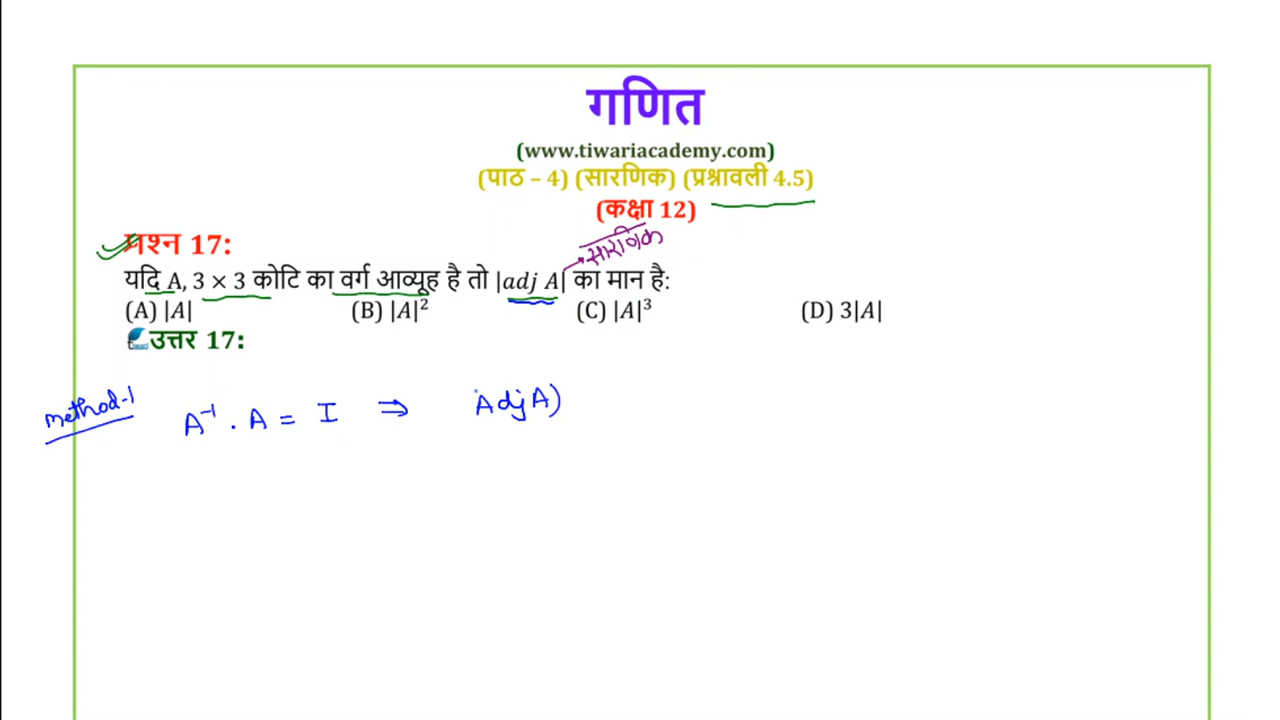 गणित
(www.tiwariacademy.com)
(पाठ – 4) (सारणिक) (प्रश्नावली 4.5)
(कक्षा 12)
प्रश्न 17:
सारणिक
यदि A, 3 × 3 कोटि का वर्ग आव्यूह है तो |adj A| का मान है:
(A) |A| (B) |A|² (C) |A|³ (D) 3|A|
उत्तर 17:
method-1
A⁻¹ . A = I ⇒ Adj A)